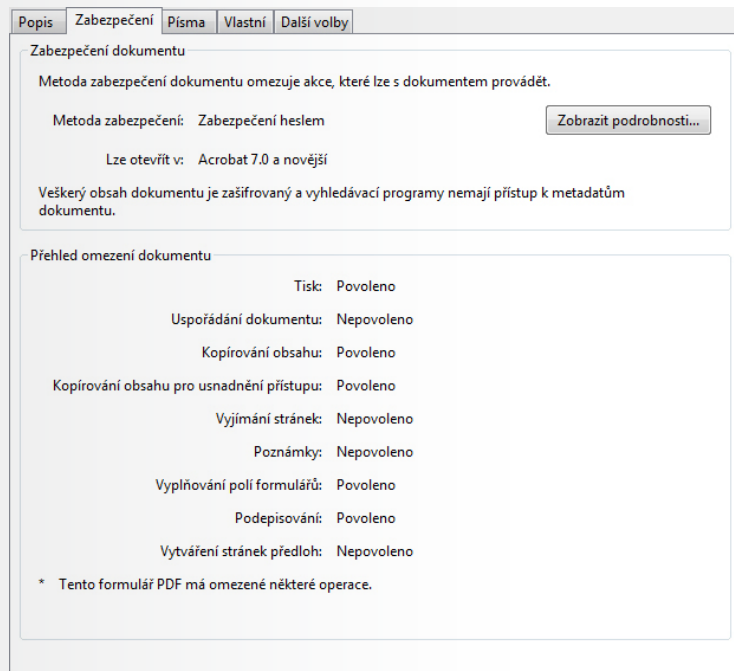 Popis Zabezpečení Písma Vlastní Další volby
Zabezpečení dokumentu
Metoda zabezpečení dokumentu omezuje akce, které lze s dokumentem provádět.
Metoda zabezpečení: Zabezpečení heslem Zobrazit podrobnosti...
Lze otevřít v: Acrobat 7.0 a novější
Veškerý obsah dokumentu je zašifrovaný a vyhledávací programy nemají přístup k metadatům
dokumentu.
Přehled omezení dokumentu
Tisk: Povoleno
Uspořádání dokumentu: Nepovoleno
Kopírování obsahu: Povoleno
Kopírování obsahu pro usnadnění přístupu: Povoleno
Vyjímání stránek: Nepovoleno
Poznámky: Nepovoleno
Vyplňování polí formulářů: Povoleno
Podepisování: Povoleno
Vytváření stránek předloh: Nepovoleno
* Tento formulář PDF má omezené některé operace.